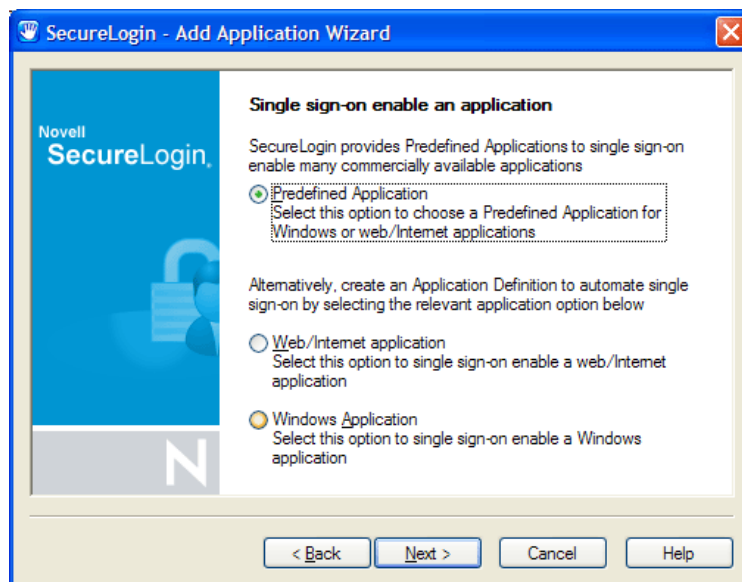 SecureLogin - Add Application Wizard
Novell
SecureLogin.
Single sign-on enable an application
SecureLogin provides Predefined Applications to single sign-on
enable many commercially available applications
Predefined Application
Select this option to choose a Predefined Application for
Windows or web/Internet applications
Alternatively, create an Application Definition to automate single
sign-on by selecting the relevant application option below
Web/Internet application
Select this option to single sign-on enable a web/Internet
application
Windows Application
Select this option to single sign-on enable a Windows
application
N
< Back Next > Cancel Help